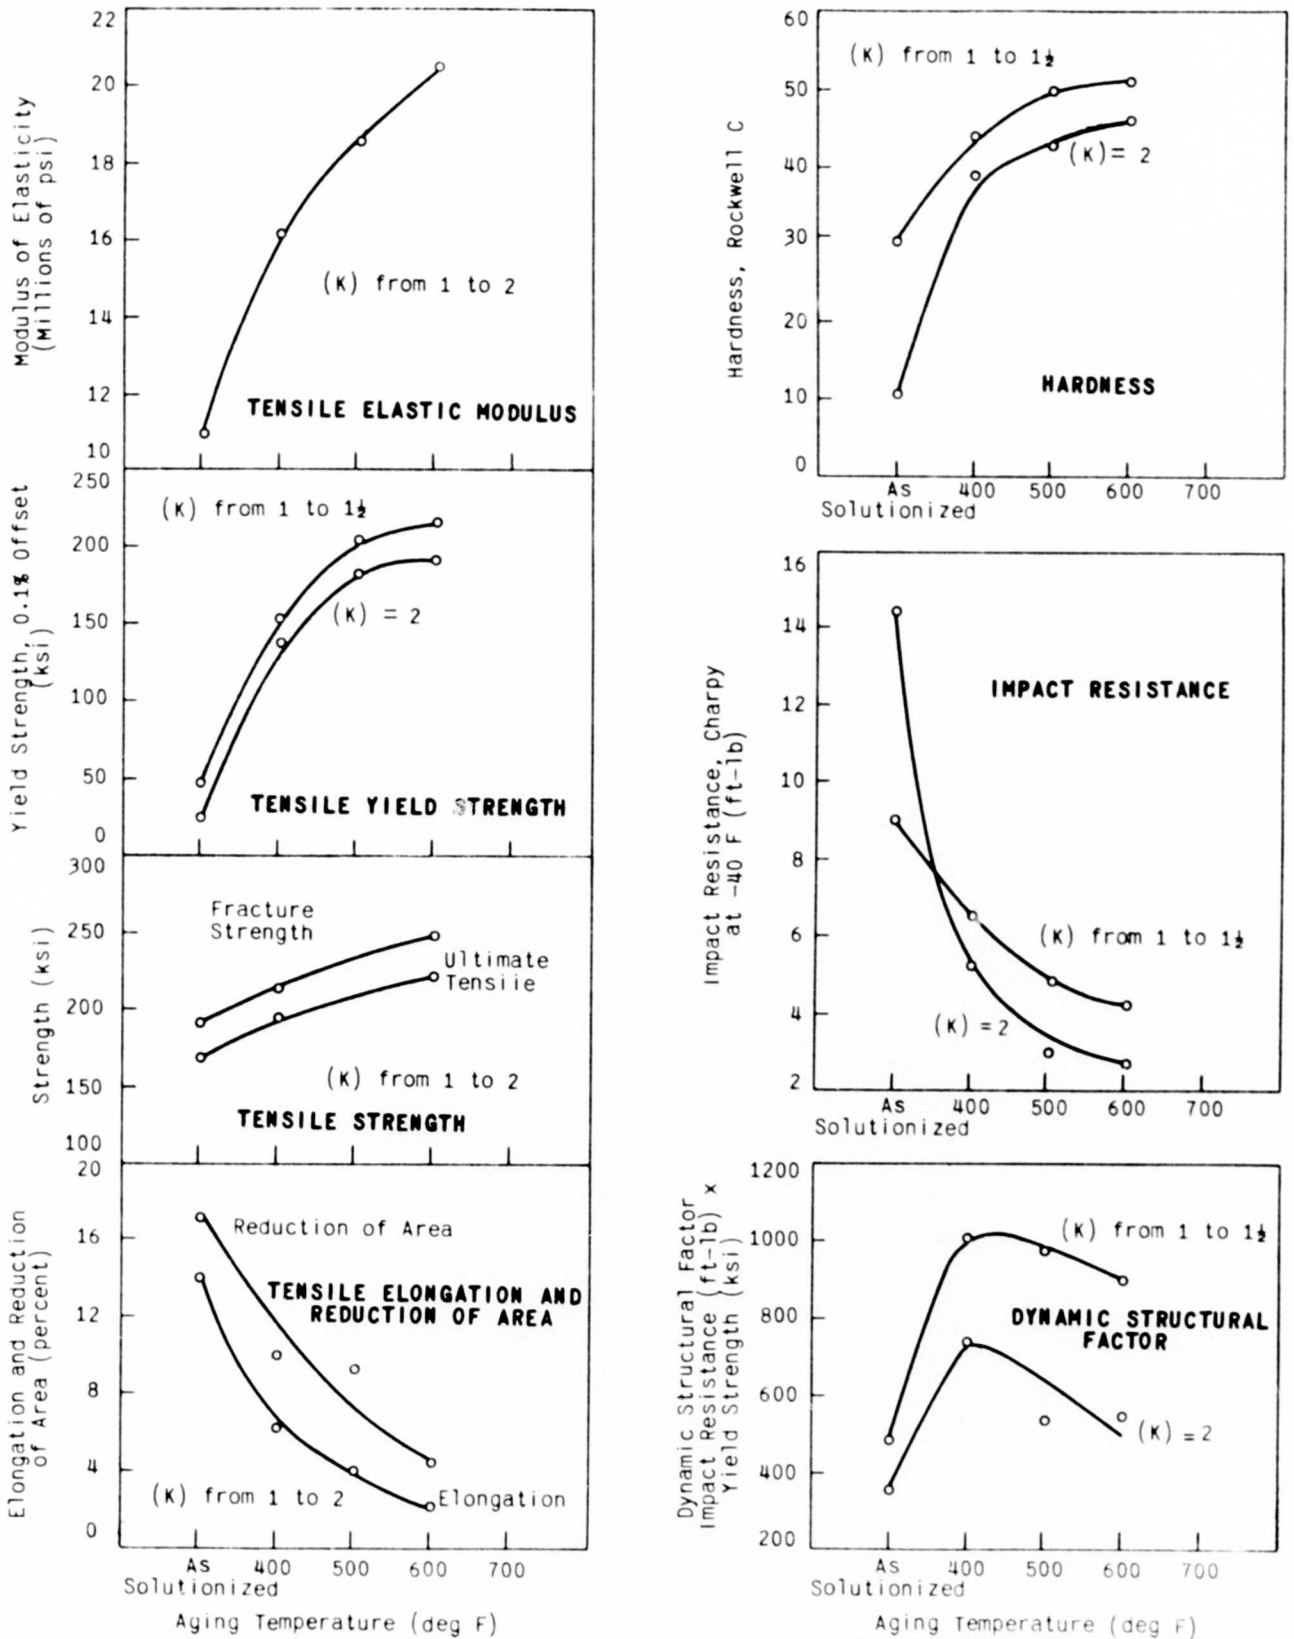 Modulus of Elasticity
(Millions of psi)
22
20
18
16
14
12
10
(K) from 1 to 2
TENSILE ELASTIC MODULUS
Yield Strength, 0.1% Offset
(ksi)
250
200
150
100
50
0
(K) from 1 to 1½
(K) = 2
TENSILE YIELD STRENGTH
Strength (ksi)
300
250
200
150
100
Fracture
Strength
Ultimate
Tensile
(K) from 1 to 2
TENSILE STRENGTH
Elongation and Reduction
of Area (percent)
20
16
12
8
4
0
Reduction of Area
TENSILE ELONGATION AND
REDUCTION OF AREA
(K) from 1 to 2
Elongation
As 400 500 600 700
Solutionized
Aging Temperature (deg F)
Hardness, Rockwell C
60
50
40
30
20
10
0
(K) from 1 to 1½
(K) = 2
HARDNESS
As 400 500 600 700
Solutionized
Impact Resistance, Charpy
at -40 F (ft-lb)
16
14
12
10
8
6
4
2
IMPACT RESISTANCE
(K) from 1 to 1½
(K) = 2
As 400 500 600 700
Solutionized
Dynamic Structural Factor
Impact Resistance (ft-lb) x
Yield Strength (ksi)
1200
1000
800
600
400
200
(K) from 1 to 1½
DYNAMIC STRUCTURAL
FACTOR
(K) = 2
As 400 500 600 700
Solutionized
Aging Temperature (deg F)